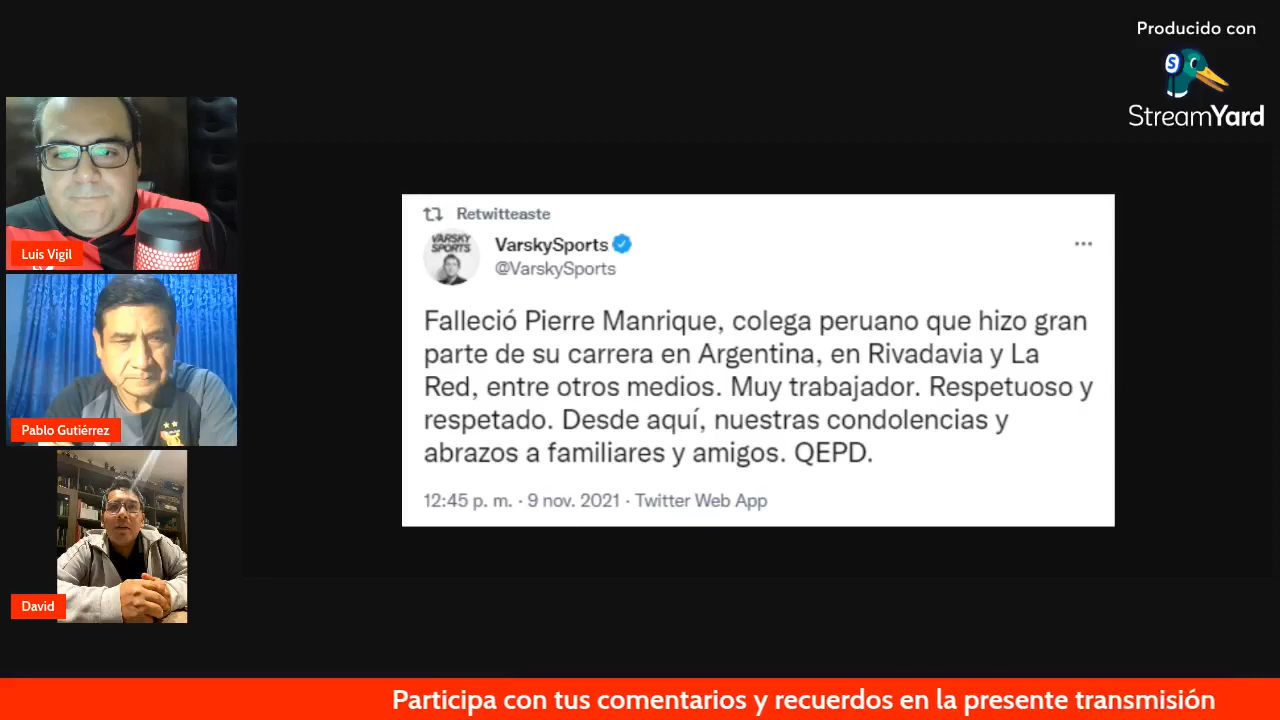 Producido con
StreamYard
Luis Vigil
Pablo Gutiérrez
David
Retwitteaste
VARSKY
SPORTS
VarskySports
@VarskySports
Falleció Pierre Manrique, colega peruano que hizo gran
parte de su carrera en Argentina, en Rivadavia y La
Red, entre otros medios. Muy trabajador. Respetuoso y
respetado. Desde aquí, nuestras condolencias y
abrazos a familiares y amigos. QEPD.
12:45 p. m. · 9 nov. 2021 · Twitter Web App
Participa con tus comentarios y recuerdos en la presente transmisión